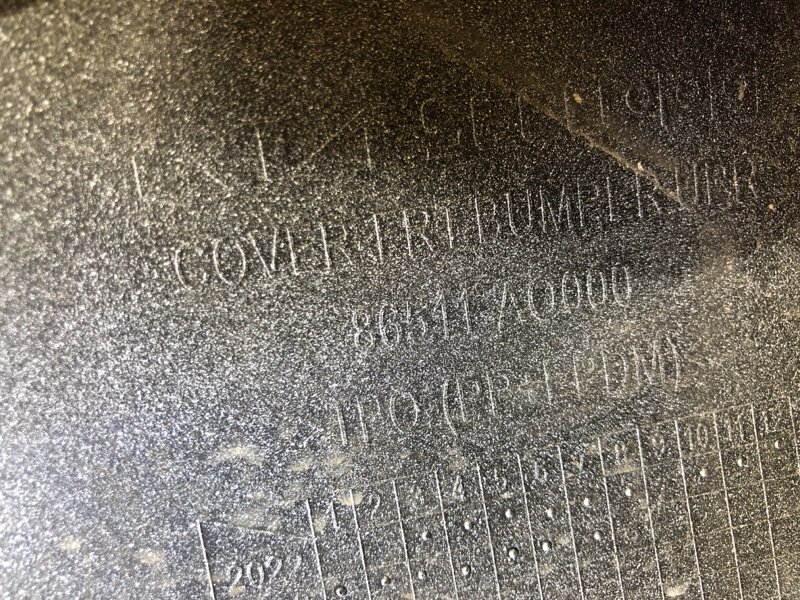 COVER-FRT BUMPER UPR
86511-AO000
TPO (PP+EPDM)
1 2 3 4 5 6 7 8 9 10 11 12
2022